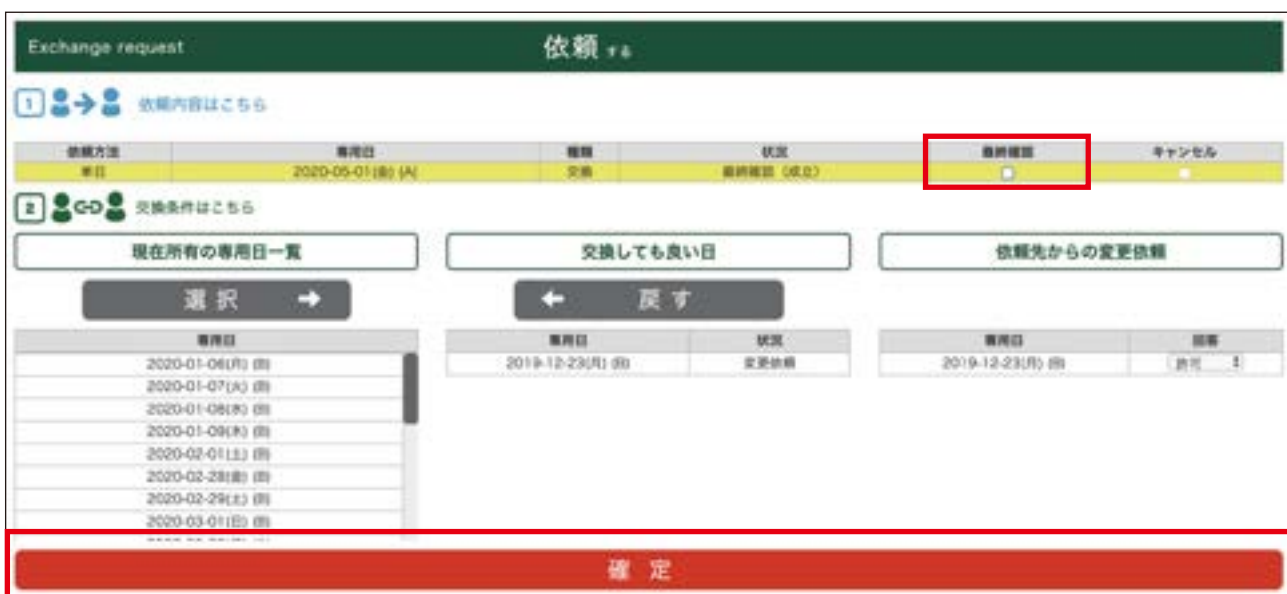 Exchange request 依頼する
1 依頼内容はこちら
依頼方法 専用日 種類 状況 最終確認 キャンセル
単日 2020-05-01(金) (A) 交換 最終確認（成立）
2 交換条件はこちら
現在所有の専用日一覧 交換しても良い日 依頼先からの変更依頼
選択 → ← 戻す
専用日 専用日 状況 専用日 回答
2020-01-06(月) 2019-12-23(月) 変更依頼 2019-12-23(月) 許可
2020-01-07(火)
2020-01-08(水)
2020-01-09(木)
2020-02-01(土)
2020-02-28(金)
2020-02-29(土)
2020-03-01(日)
確定